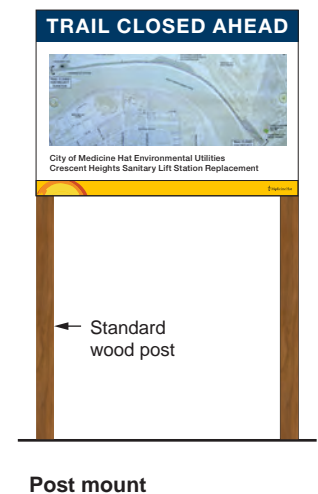 TRAIL CLOSED AHEAD
City of Medicine Hat Environmental Utilities
Crescent Heights Sanitary Lift Station Replacement
Standard
wood post
Post mount